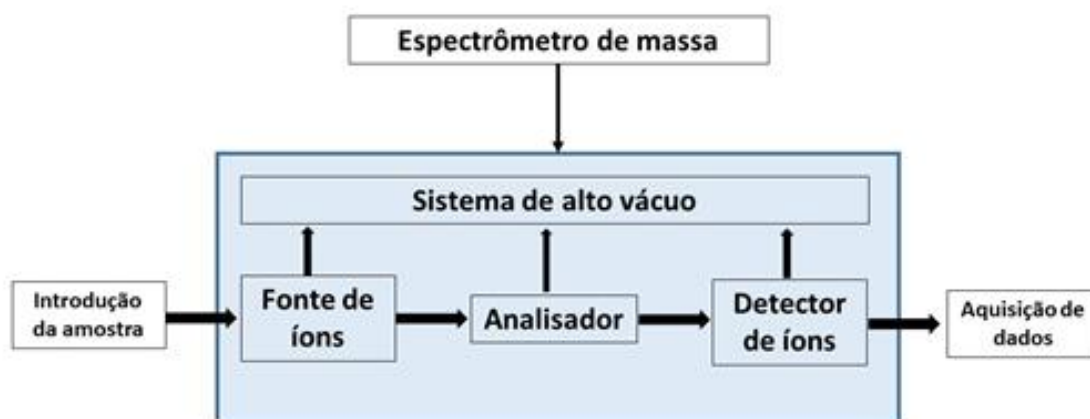 Espectrômetro de massa
Sistema de alto vácuo
Introdução
da amostra
Fonte de
íons
Analisador
Detector
de íons
Aquisição de
dados